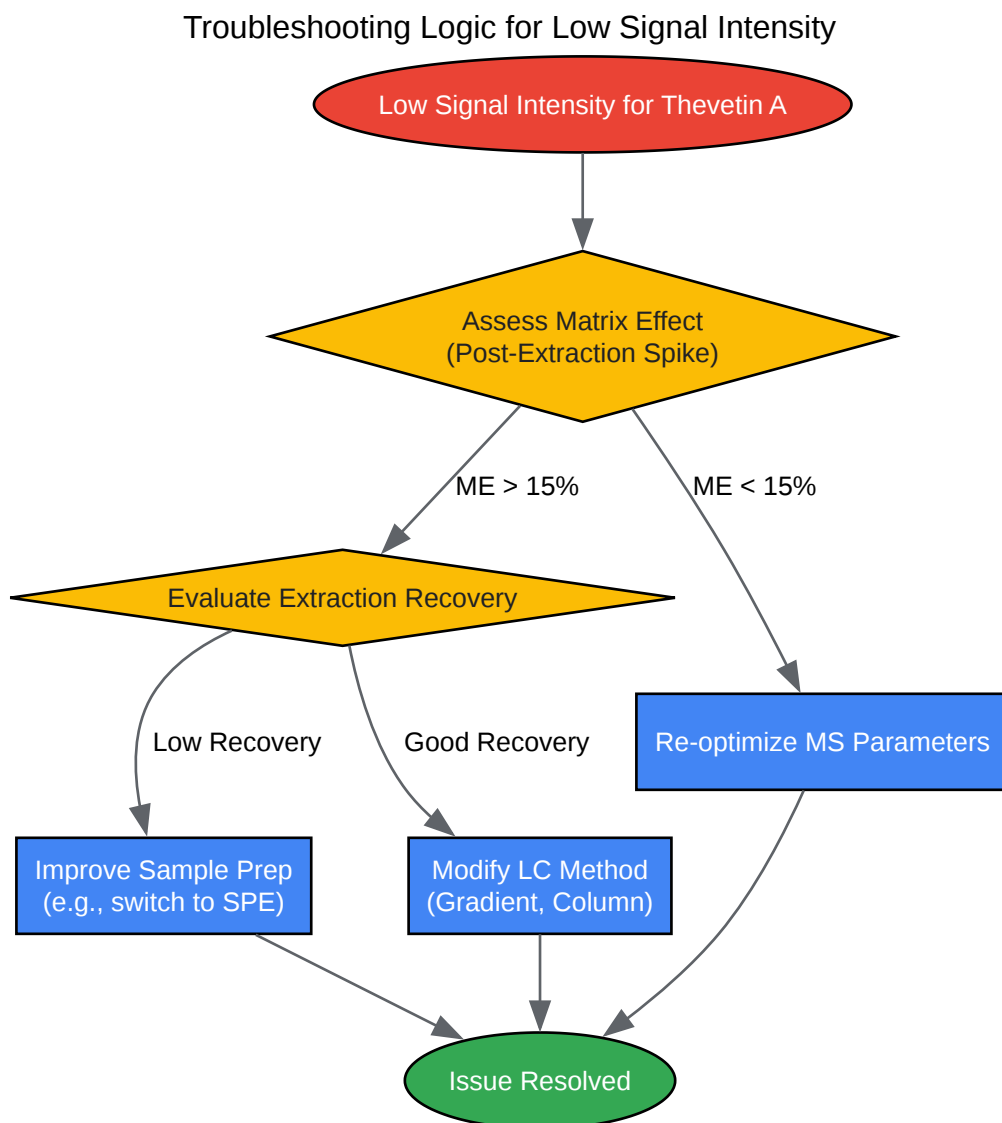 Troubleshooting Logic for Low Signal Intensity
Low Signal Intensity for Thevetin A
Assess Matrix Effect
(Post-Extraction Spike)
ME > 15%
ME < 15%
Evaluate Extraction Recovery
Low Recovery
Good Recovery
Re-optimize MS Parameters
Improve Sample Prep
(e.g., switch to SPE)
Modify LC Method
(Gradient, Column)
Issue Resolved